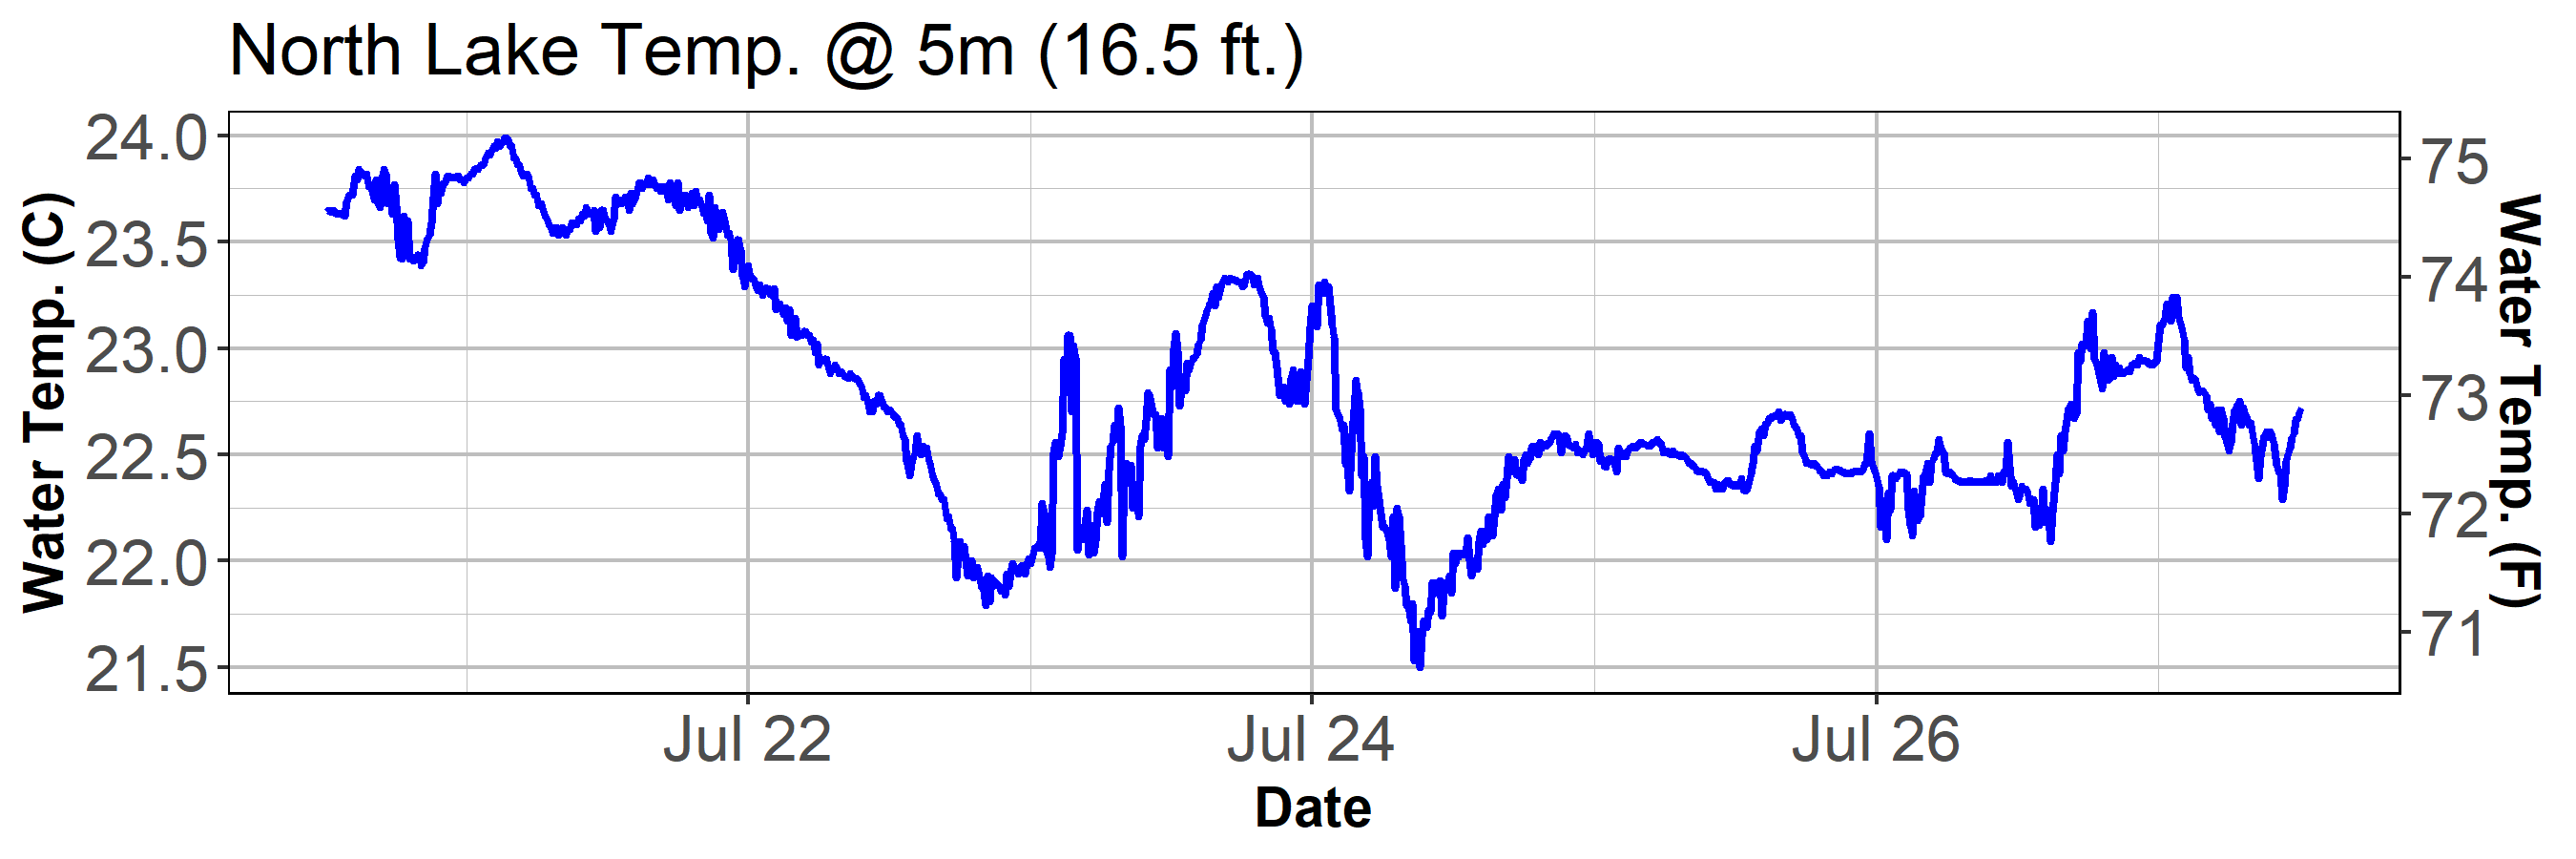 North Lake Temp. @ 5m (16.5 ft.)
Water Temp. (C)
24.0
23.5
23.0
22.5
22.0
21.5
75
74
73
72
71
Water Temp. (F)
Jul 22 Jul 24 Jul 26
Date